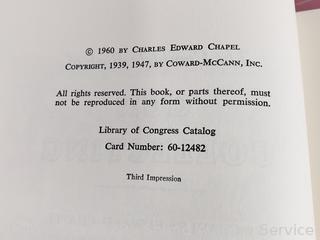 © 1960 BY CHARLES EDWARD CHAPEL
COPYRIGHT, 1939, 1947, BY COWARD-MCCANN, INC.
All rights reserved. This book, or parts thereof, must
not be reproduced in any form without permission.
Library of Congress Catalog
Card Number: 60-12482
Third Impression
Service